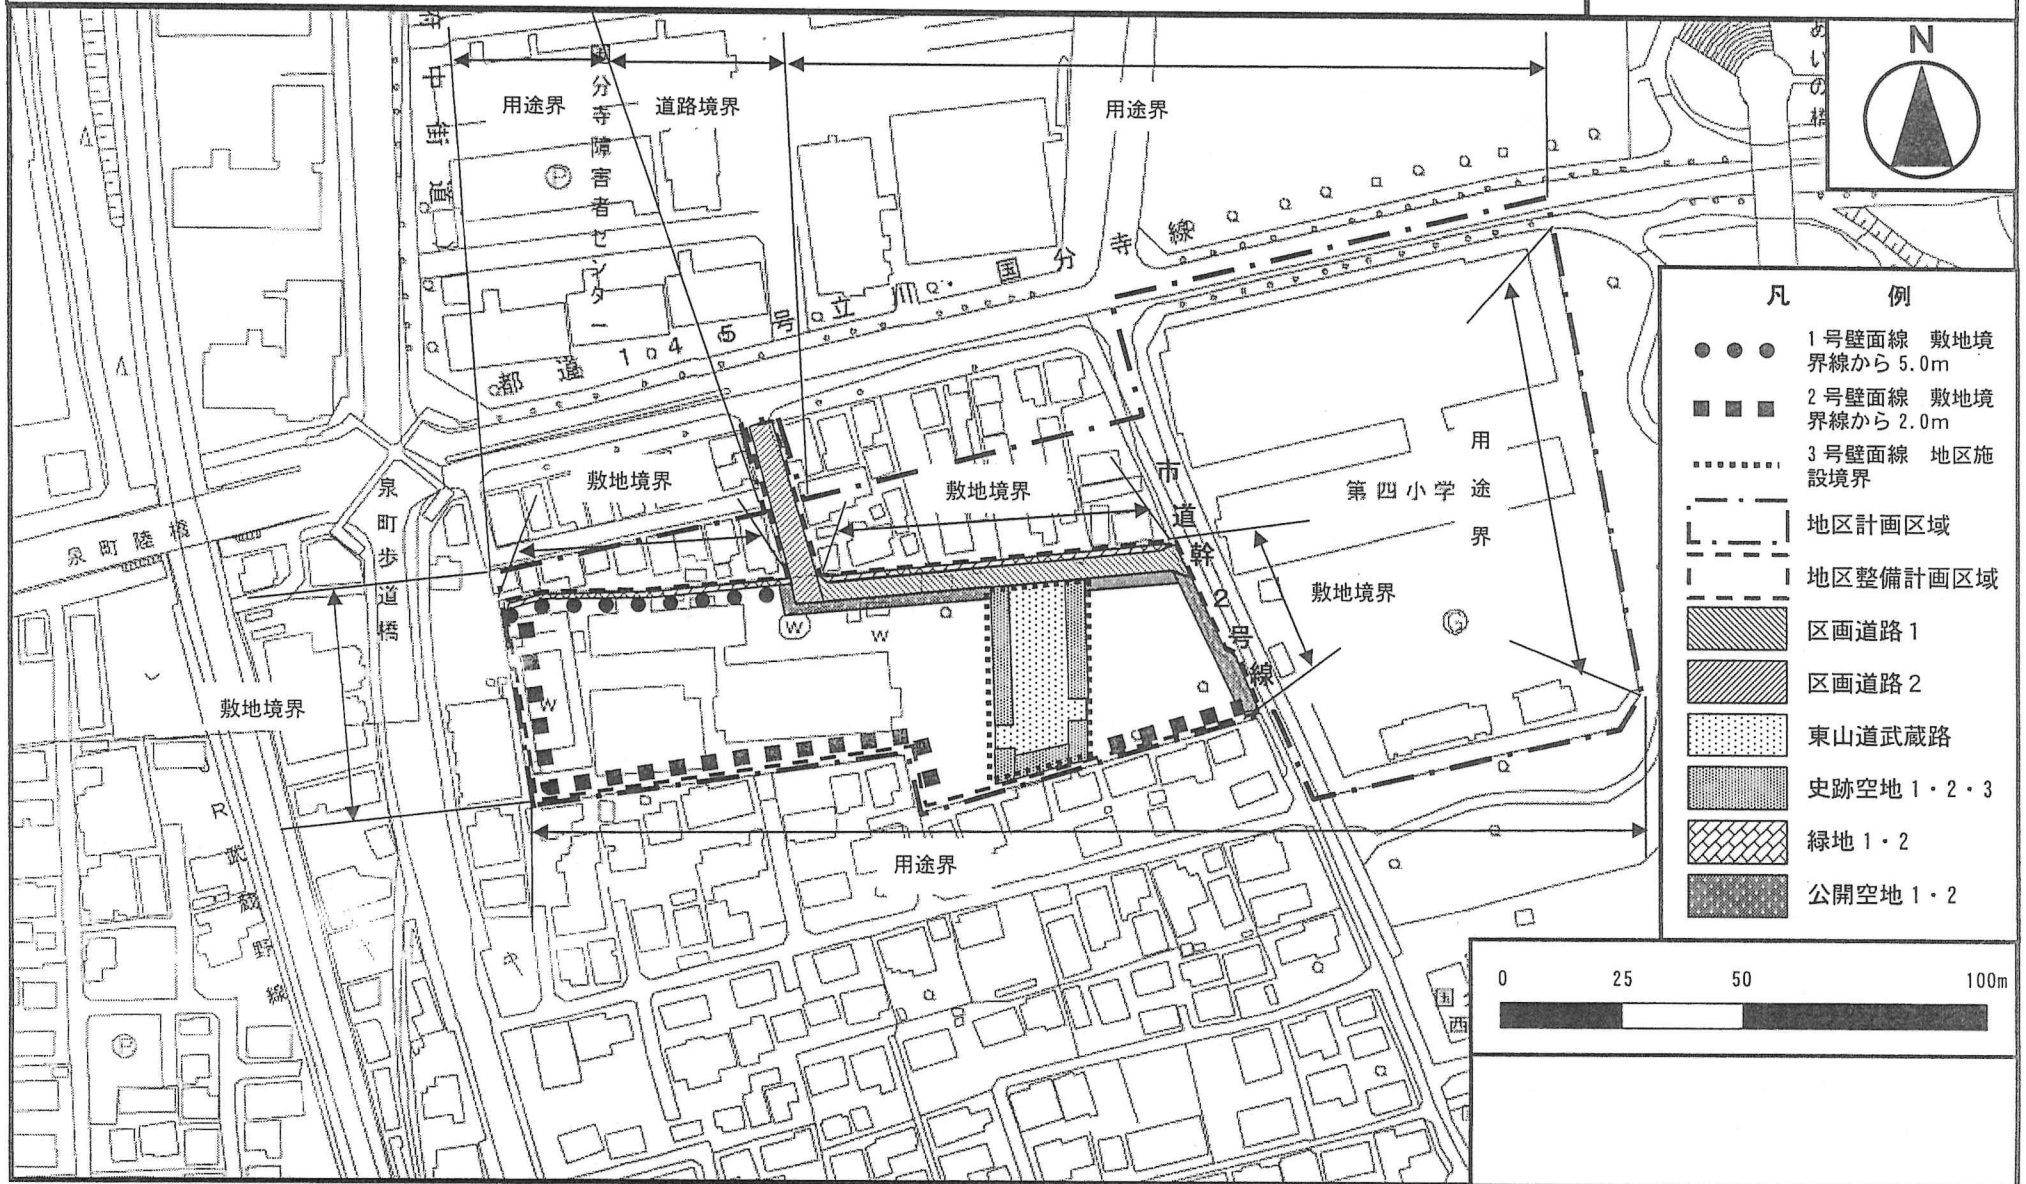 府中街道
国分寺障害者センター
用途界
道路境界
用途界
めいの橋
N
P
都道145号立川・国分寺線
泉町陸橋
泉町歩道橋
敷地境界
敷地境界
市道幹2号線
第四小学
用途界
敷地境界
敷地境界
用途界
W
W
W
R武蔵野線
P
凡 例
1号壁面線 敷地境
界線から5.0m
2号壁面線 敷地境
界線から2.0m
3号壁面線 地区施
設境界
地区計画区域
地区整備計画区域
区画道路1
区画道路2
東山道武蔵路
史跡空地1・2・3
緑地1・2
公開空地1・2
0 25 50 100m
西